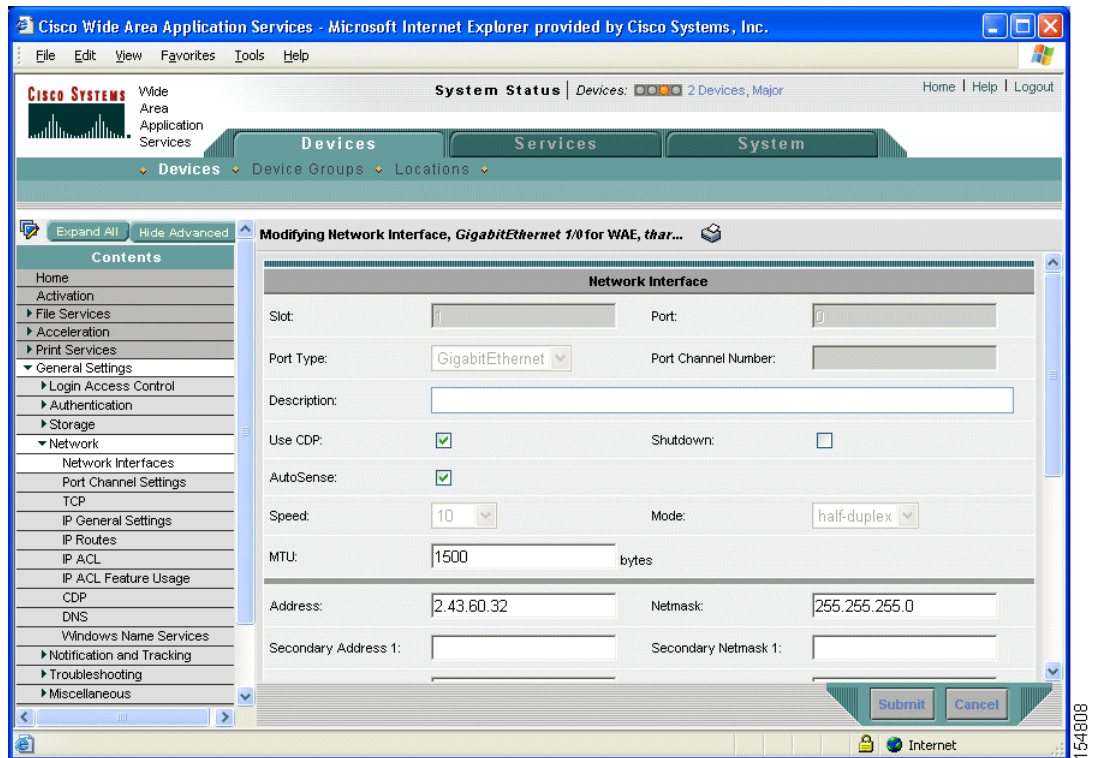 Cisco Wide Area Application Services - Microsoft Internet Explorer provided by Cisco Systems, Inc.
File Edit View Favorites Tools Help
CISCO SYSTEMS
Wide
Area
Application
Services
System Status | Devices: 2 Devices, Major
Home | Help | Logout
Devices Services System
Devices Device Groups Locations
Expand All Hide Advanced
Contents
Home
Activation
File Services
Acceleration
Print Services
General Settings
Login Access Control
Authentication
Storage
Network
Network Interfaces
Port Channel Settings
TCP
IP General Settings
IP Routes
IP ACL
IP ACL Feature Usage
CDP
DNS
Windows Name Services
Notification and Tracking
Troubleshooting
Miscellaneous
Modifying Network Interface, GigabitEthernet 1/0 for WAE, thar...
Network Interface
Slot: 1 Port: 0
Port Type: GigabitEthernet Port Channel Number:
Description:
Use CDP: Shutdown:
AutoSense:
Speed: 10 Mode: half-duplex
MTU: 1500 bytes
Address: 2.43.60.32 Netmask: 255.255.255.0
Secondary Address 1: Secondary Netmask 1:
Submit Cancel
Internet
154808